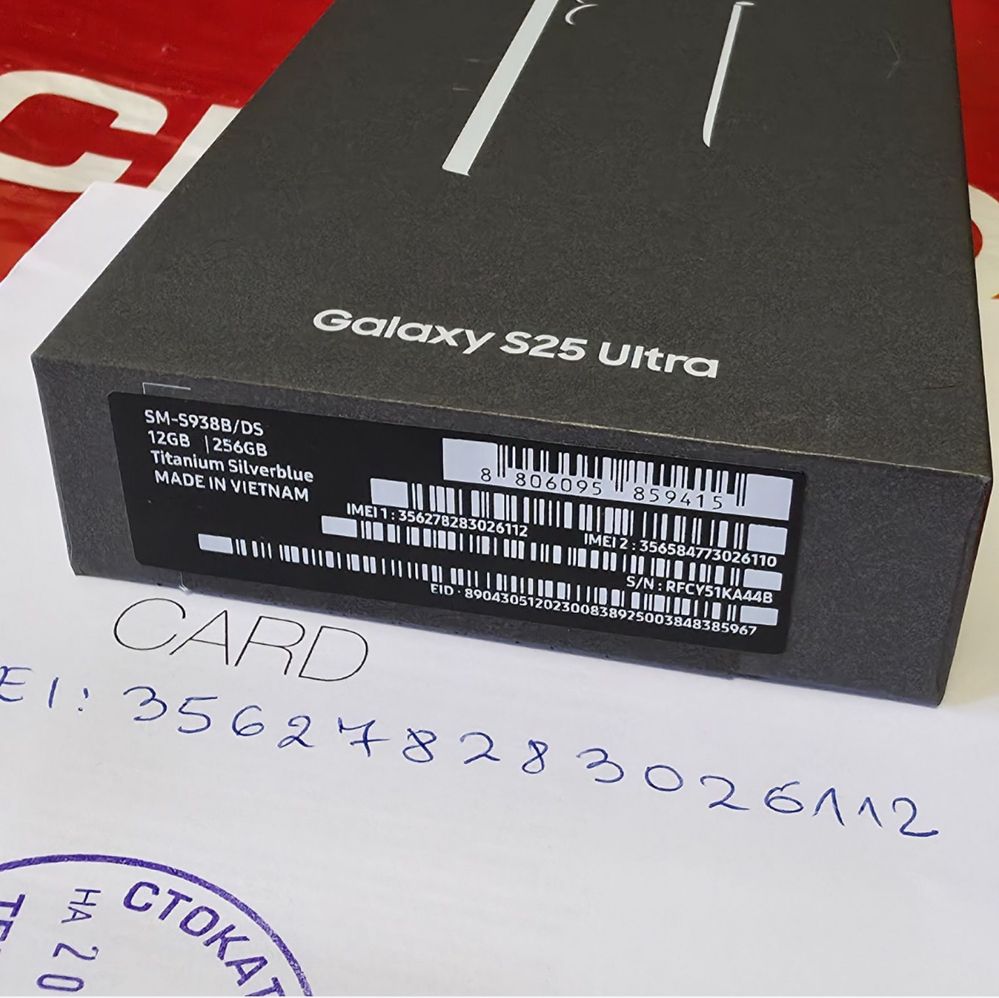 Galaxy S25 Ultra
SM-S938B/DS
12GB | 256GB
Titanium Silverblue
MADE IN VIETNAM
8 806095 859415
IMEI 1 : 356278283026112
IMEI 2 : 356584773026110
S/N : RFCY51KA44B
EID : 89043051202300838925003848385967
CARD
EI: 356278283026112
СТОКАТ
НА 20